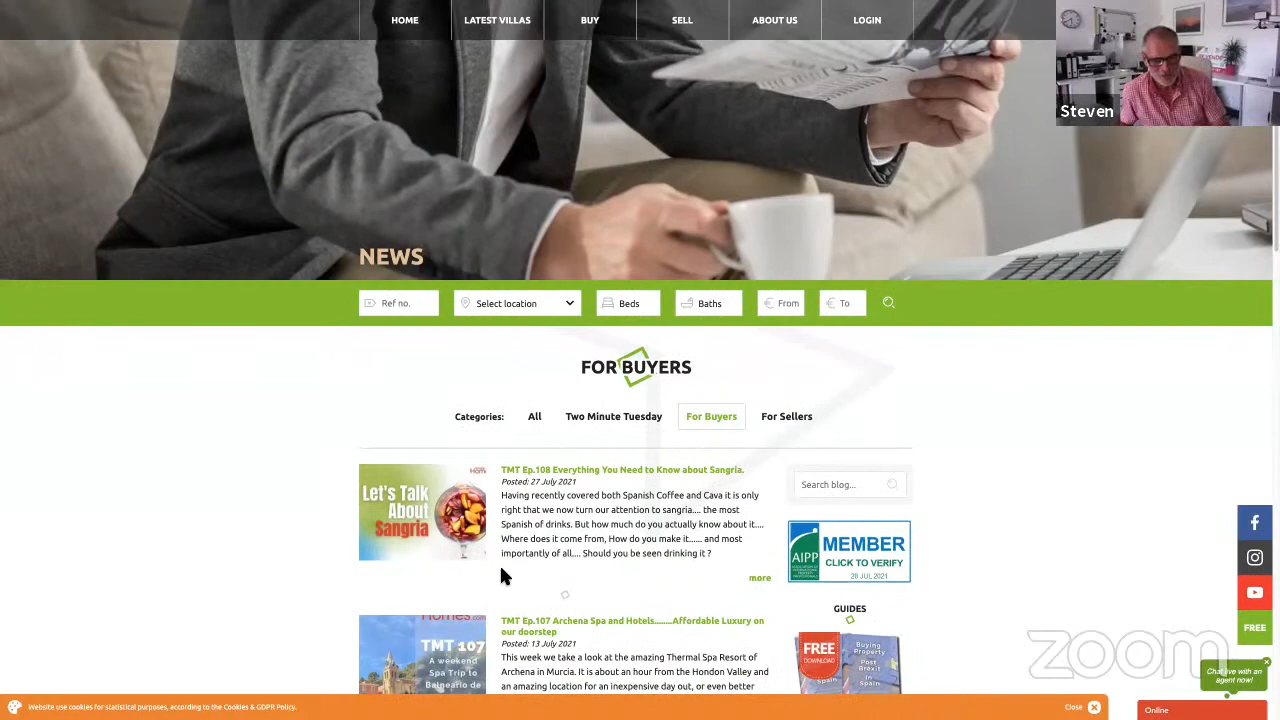 HOME
LATEST VILLAS
BUY
SELL
ABOUT US
LOGIN
Steven
NEWS
Ref no.
Select location
Beds
Baths
From
To
FOR BUYERS
Categories:
All
Two Minute Tuesday
For Buyers
For Sellers
Let's Talk
About
Sangria
TMT Ep.108 Everything You Need to Know about Sangria.
Posted: 27 July 2021
Having recently covered both Spanish Coffee and Cava it is only
right that we now turn our attention to sangria.... the most
Spanish of drinks. But how much do you actually know about it....
Where does it come from, How do you make it...... and most
importantly of all.... Should you be seen drinking it ?
more
Search blog...
AIPP
MEMBER
CLICK TO VERIFY
28 JUL 2021
GUIDES
FREE
DOWNLOAD
Buying
Property
Post
Brexit
in
Spain
TMT 107
A weekend
Spa Trip to
Balneario de
TMT Ep.107 Archena Spa and Hotels........Affordable Luxury on
our doorstep
Posted: 13 July 2021
This week we take a look at the amazing Thermal Spa Resort of
Archena in Murcia. It is about an hour from the Hondon Valley and
an amazing location for an inexpensive day out, or even better
FREE
zoom
Chat live with an
agent now!
Website use cookies for statistical purposes, according to the Cookies & GDPR Policy.
Close
Online